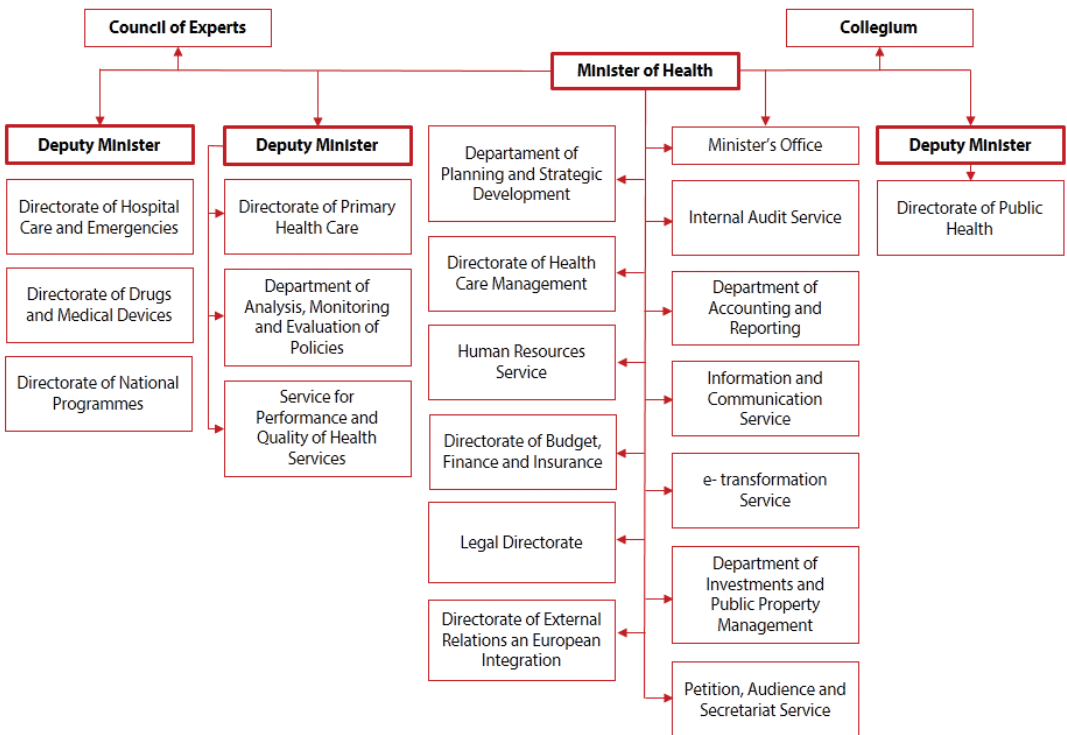 Council of Experts
Collegium
Minister of Health
Deputy Minister
Directorate of Hospital
Care and Emergencies
Directorate of Drugs
and Medical Devices
Directorate of National
Programmes
Deputy Minister
Directorate of Primary
Health Care
Department of
Analysis, Monitoring
and Evaluation of
Policies
Service for
Performance and
Quality of Health
Services
Departament of
Planning and Strategic
Development
Directorate of Health
Care Management
Human Resources
Service
Directorate of Budget,
Finance and Insurance
Legal Directorate
Directorate of External
Relations an European
Integration
Minister's Office
Internal Audit Service
Department of
Accounting and
Reporting
Information and
Communication
Service
e- transformation
Service
Department of
Investments and
Public Property
Management
Petition, Audience and
Secretariat Service
Deputy Minister
Directorate of Public
Health